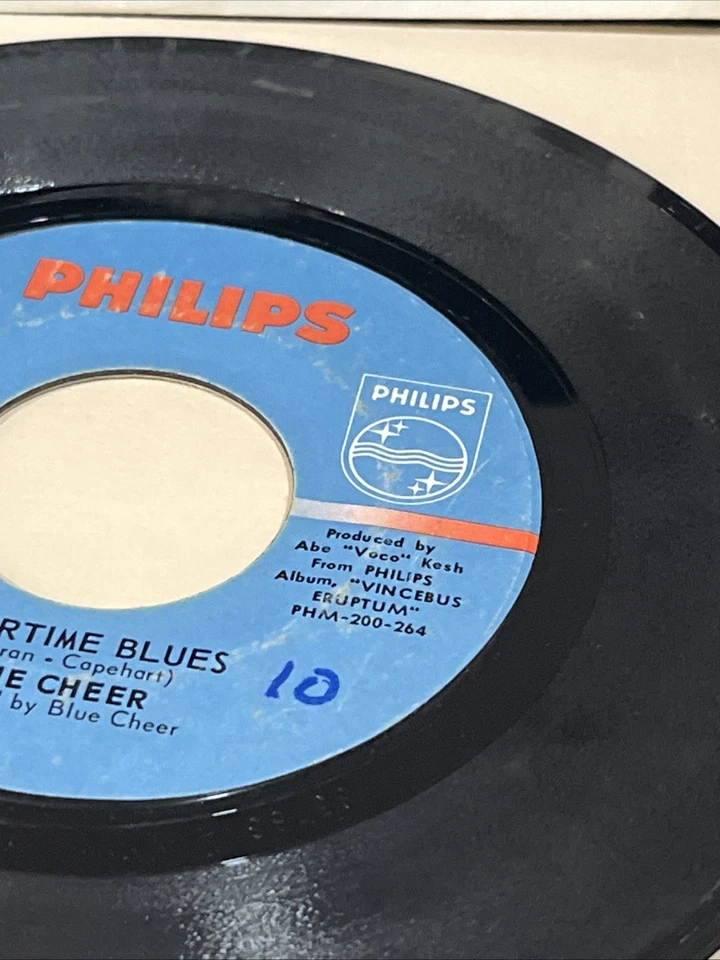 PHILIPS
PHILIPS
Produced by
Abe "Voco" Kesh
From PHILIPS
Album, "VINCEBUS
ERUPTUM"
PHM-200-264
RTIME BLUES
ran - Capehart)
E CHEER
by Blue Cheer
10